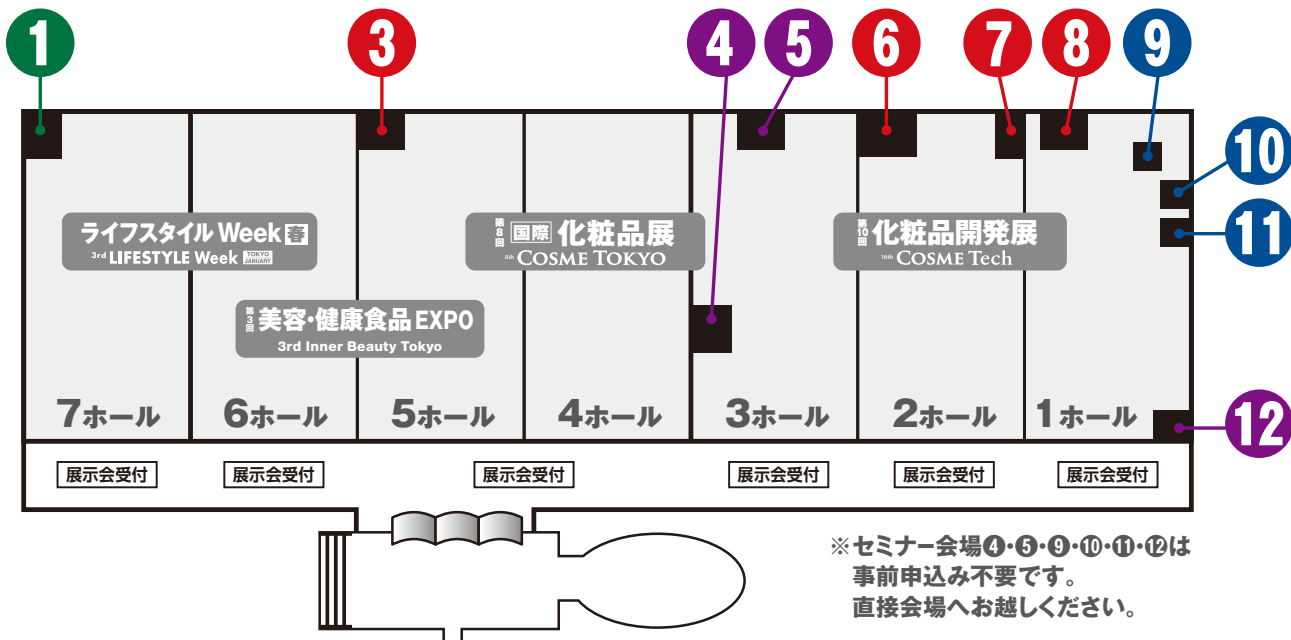 1
3
4
5
6
7
8
9
10
11
12
ライフスタイル Week 春
3rd LIFESTYLE Week TOKYO JANUARY
第8回 国際 化粧品展
8th COSME TOKYO
第10回 化粧品開発展
10th COSME Tech
第3回 美容・健康食品 EXPO
3rd Inner Beauty Tokyo
7ホール
6ホール
5ホール
4ホール
3ホール
2ホール
1ホール
展示会受付
展示会受付
展示会受付
展示会受付
展示会受付
展示会受付
※セミナー会場❹・❺・❾・❿・⓫・⓬は
事前申込み不要です。
直接会場へお越しください。